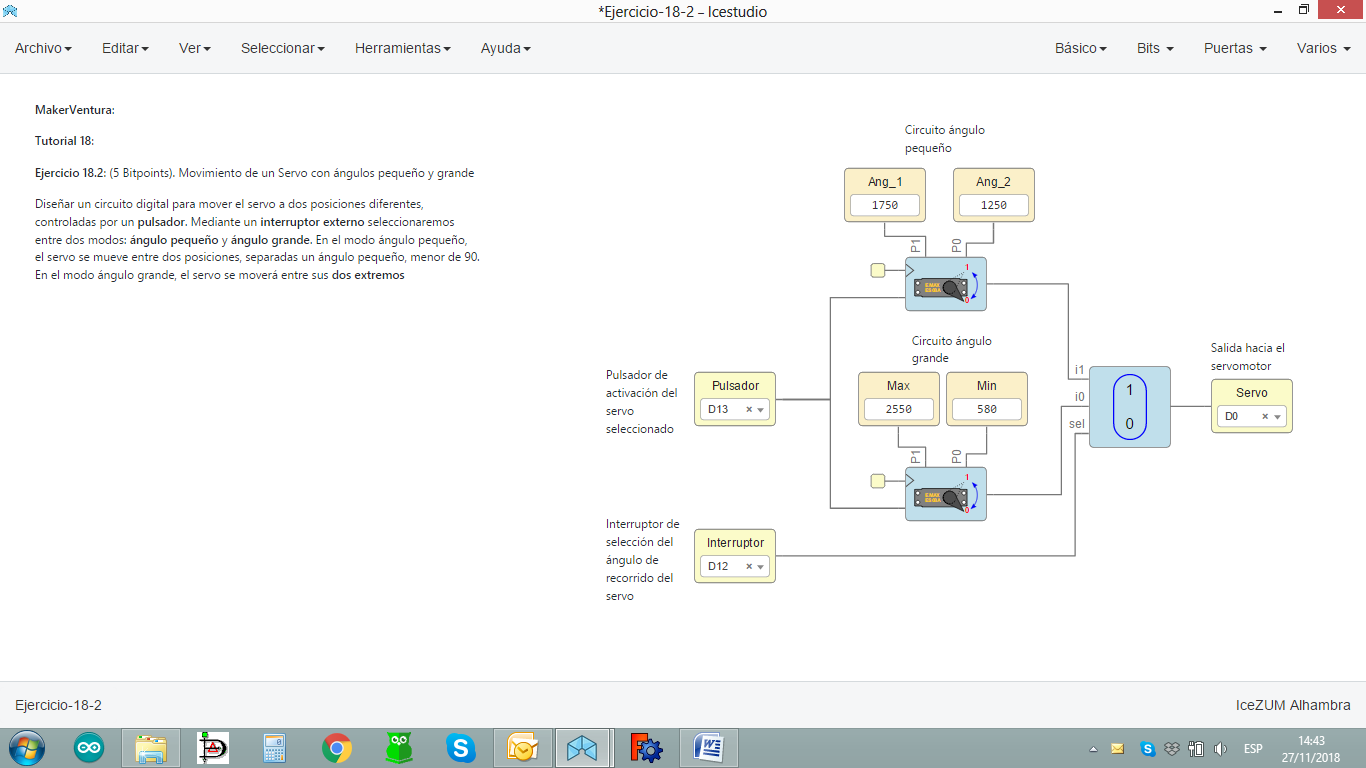 *Ejercicio-18-2 – Icestudio
Archivo Editar Ver Seleccionar Herramientas Ayuda Básico Bits Puertas Varios
MakerVentura:
Tutorial 18:
Ejercicio 18.2: (5 Bitpoints). Movimiento de un Servo con ángulos pequeño y grande
Diseñar un circuito digital para mover el servo a dos posiciones diferentes,
controladas por un pulsador. Mediante un interruptor externo seleccionaremos
entre dos modos: ángulo pequeño y ángulo grande. En el modo ángulo pequeño,
el servo se mueve entre dos posiciones, separadas un ángulo pequeño, menor de 90.
En el modo ángulo grande, el servo se moverá entre sus dos extremos
Circuito ángulo
pequeño
Ang_1 Ang_2
1750 1250
P1 P0
1
0
Circuito ángulo
grande
Max Min
2550 580
P1 P0
1
0
Pulsador de
activación del
servo
seleccionado
Pulsador
D13
Interruptor de
selección del
ángulo de
recorrido del
servo
Interruptor
D12
i1
i0
sel
1
0
Salida hacia el
servomotor
Servo
D0
Ejercicio-18-2 IceZUM Alhambra
ESP
14:43
27/11/2018